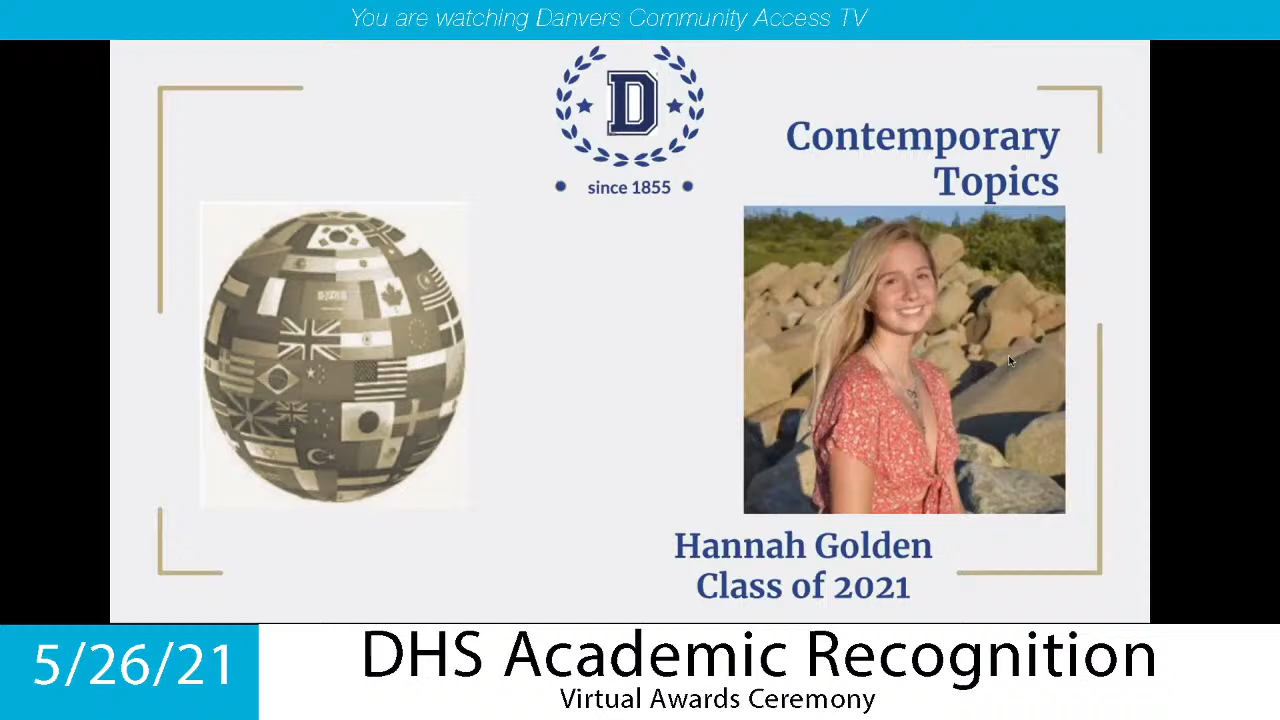 You are watching Danvers Community Access TV
D
since 1855
Contemporary
Topics
Hannah Golden
Class of 2021
5/26/21
DHS Academic Recognition
Virtual Awards Ceremony